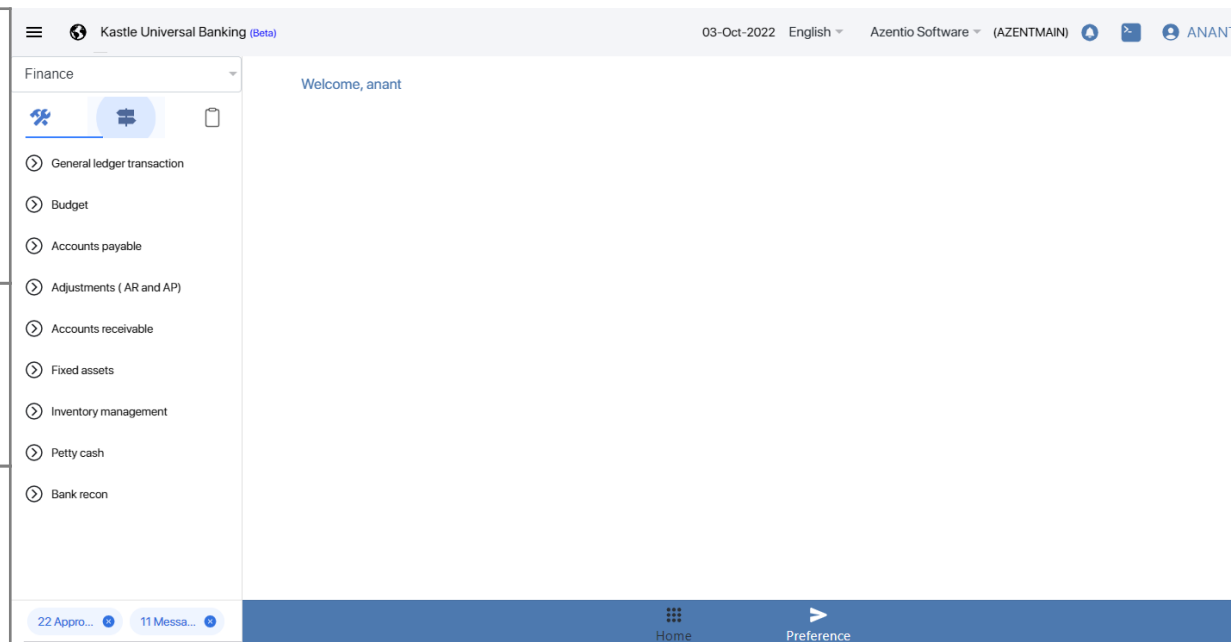 Kastle Universal Banking (Beta)
03-Oct-2022 English Azentio Software (AZENTMAIN) ANANT
Finance
Welcome, anant
General ledger transaction
Budget
Accounts payable
Adjustments ( AR and AP)
Accounts receivable
Fixed assets
Inventory management
Petty cash
Bank recon
22 Appro... 11 Messa...
Home Preference